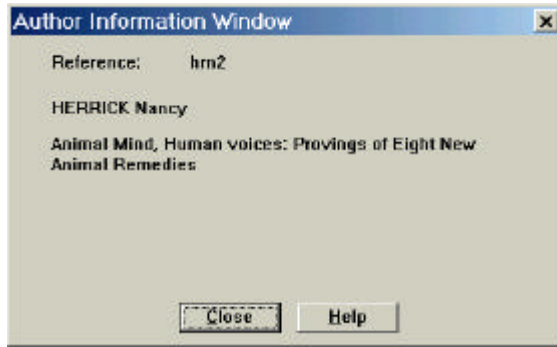 Author Information Window
Reference: hrn2
HERRICK Nancy
Animal Mind, Human voices: Provings of Eight New
Animal Remedies
Close Help